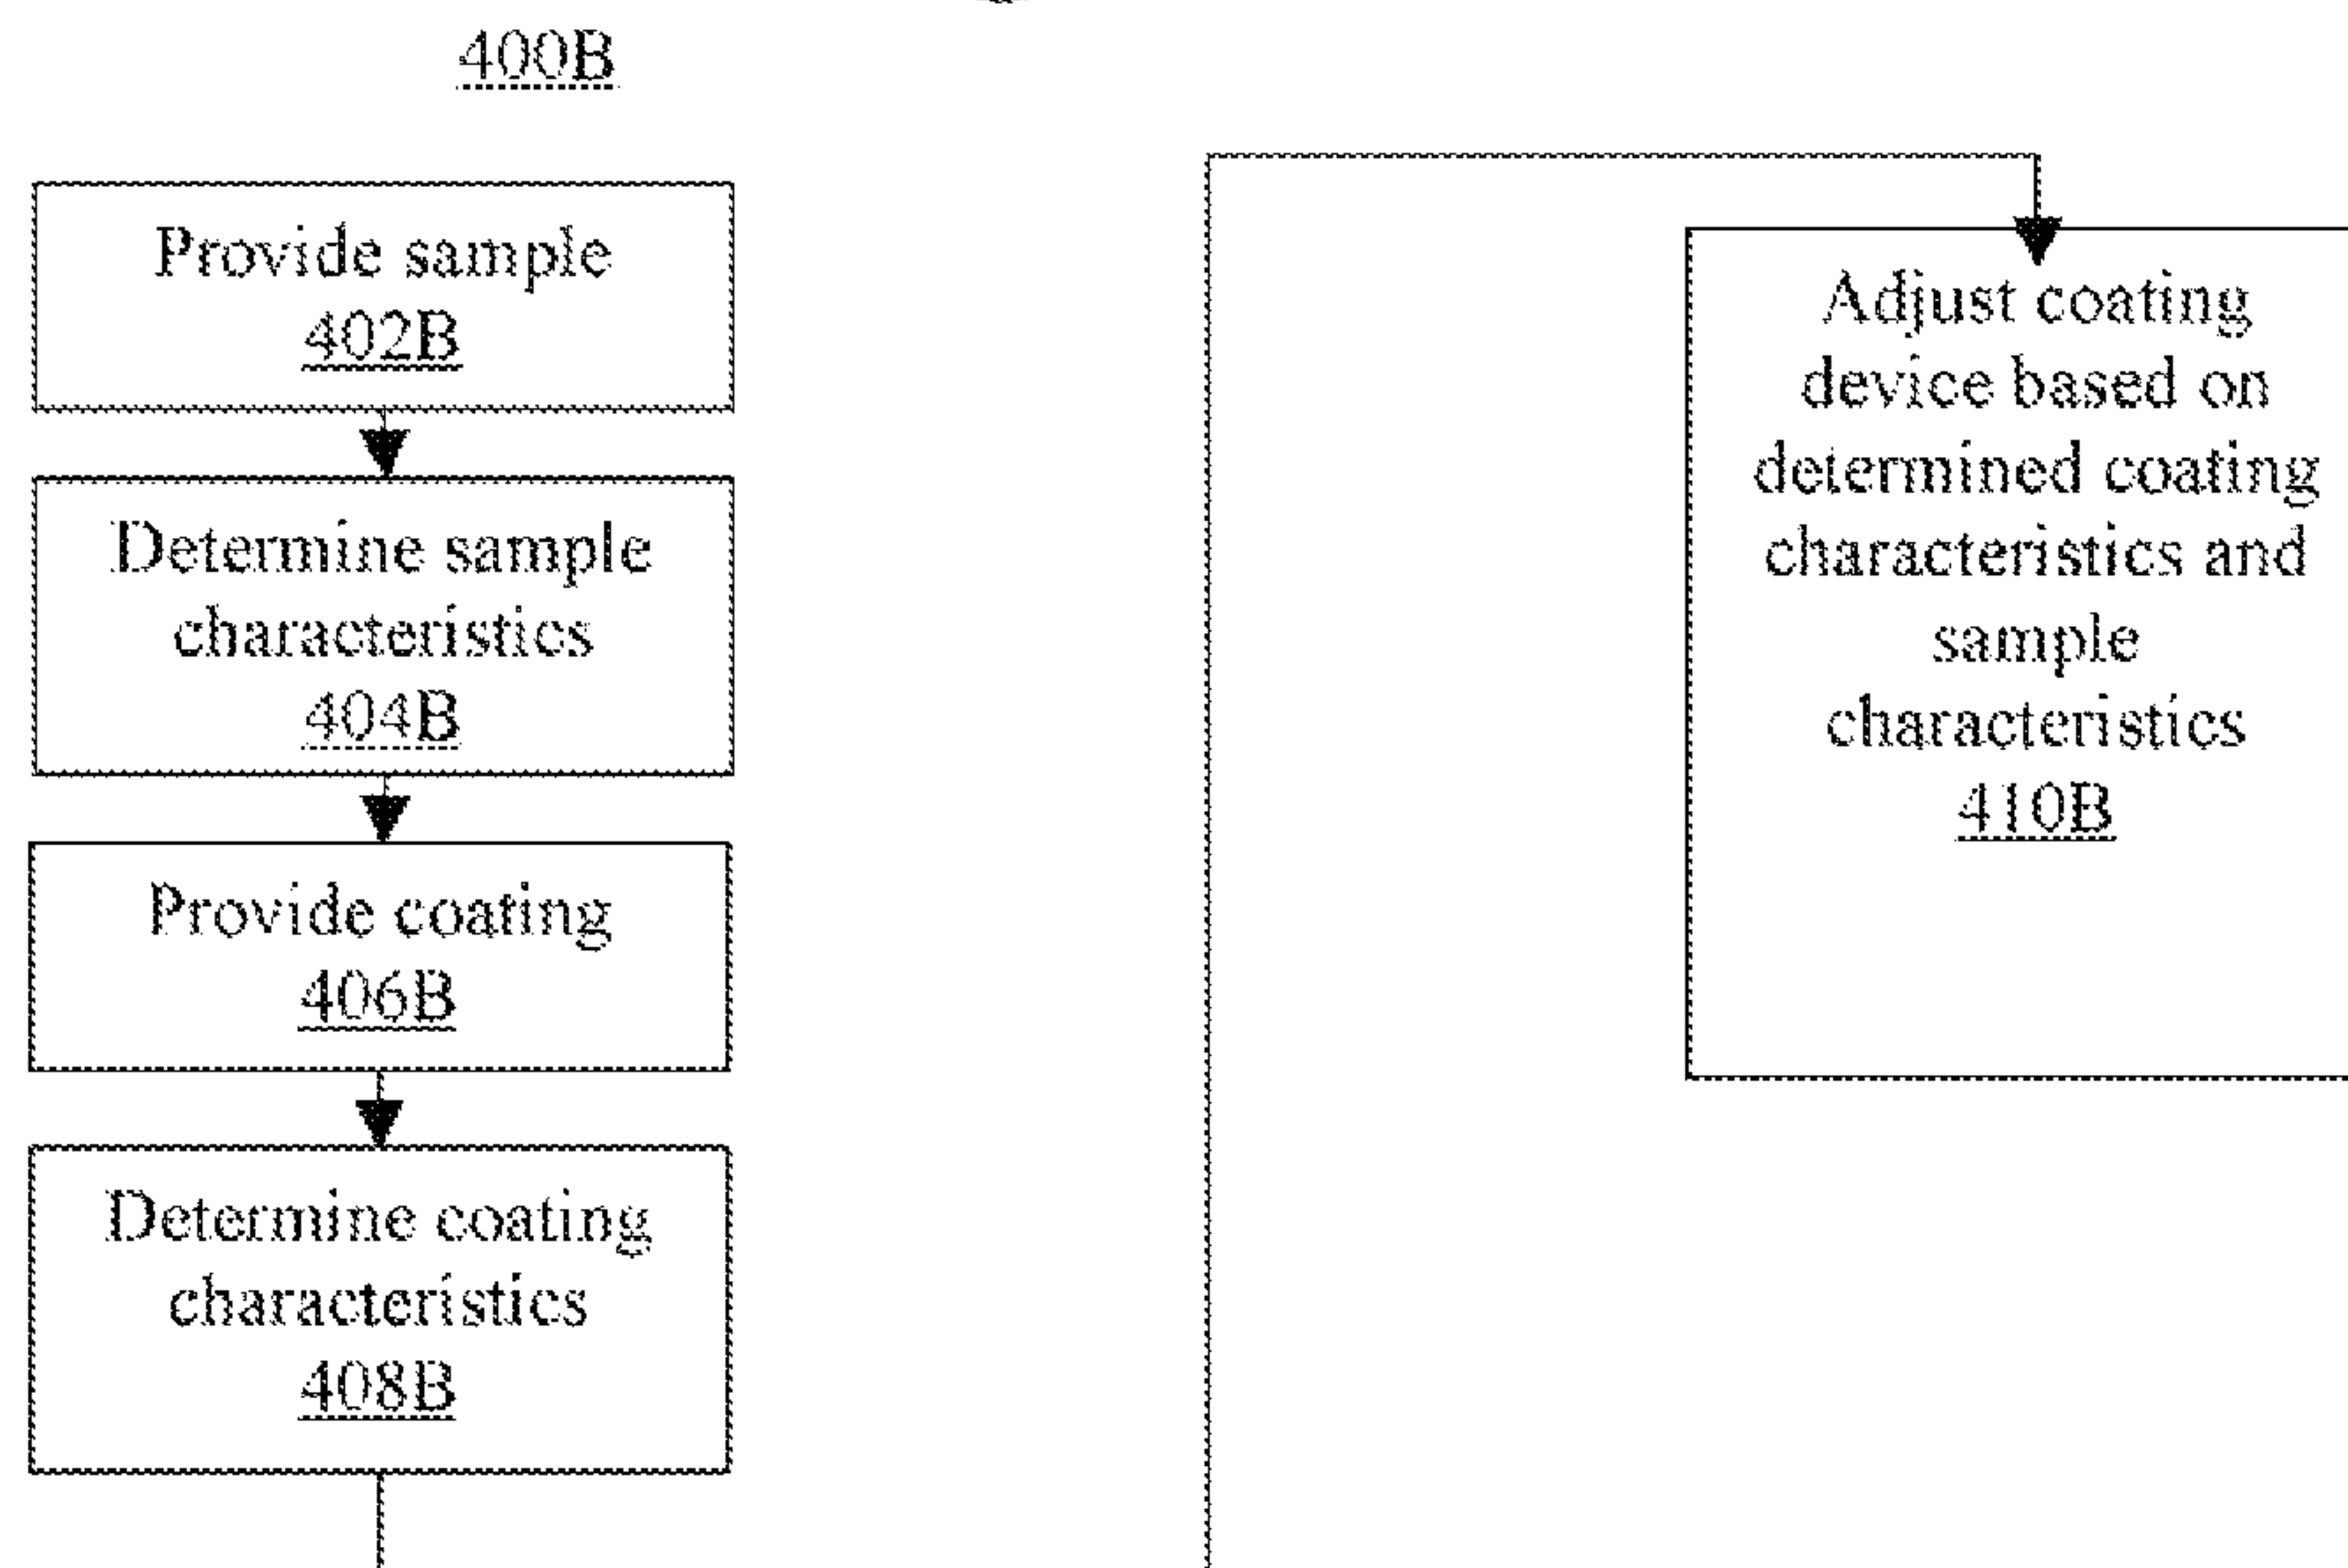 400B
Provide sample
402B
Determine sample
characteristics
404B
Provide coating
406B
Determine coating
characteristics
408B
Adjust coating
device based on
determined coating
characteristics and
sample
characteristics
410B